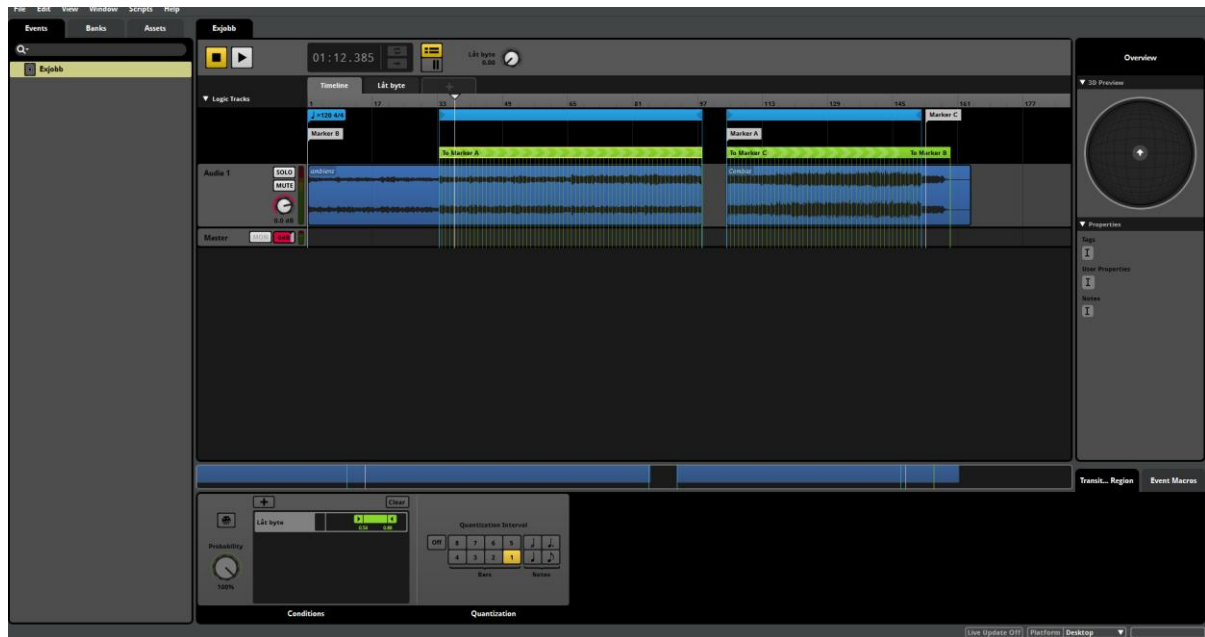 File Edit View Window Scripts Help
Events Banks Assets
Exjobb
Exjobb
01:12.385
Låt byte
0.00
Overview
Timeline Låt byte +
3D Preview
Logic Tracks
1 17 33 49 65 81 97 113 129 145 161 177
=120 4/4
Marker C
Marker B
Marker A
To Marker A
To Marker C
To Marker B
Audio 1
SOLO
MUTE
0.0 dB
ambiant
Combat
Master
Properties
Tags
User Properties
Notes
Transit... Region Event Macros
+ Clear
Låt byte
Probability
100%
Conditions
Quantization Interval
Off 8 7 6 5
4 3 2 1
Bars Notes
Quantization
Live Update Off Platform Desktop